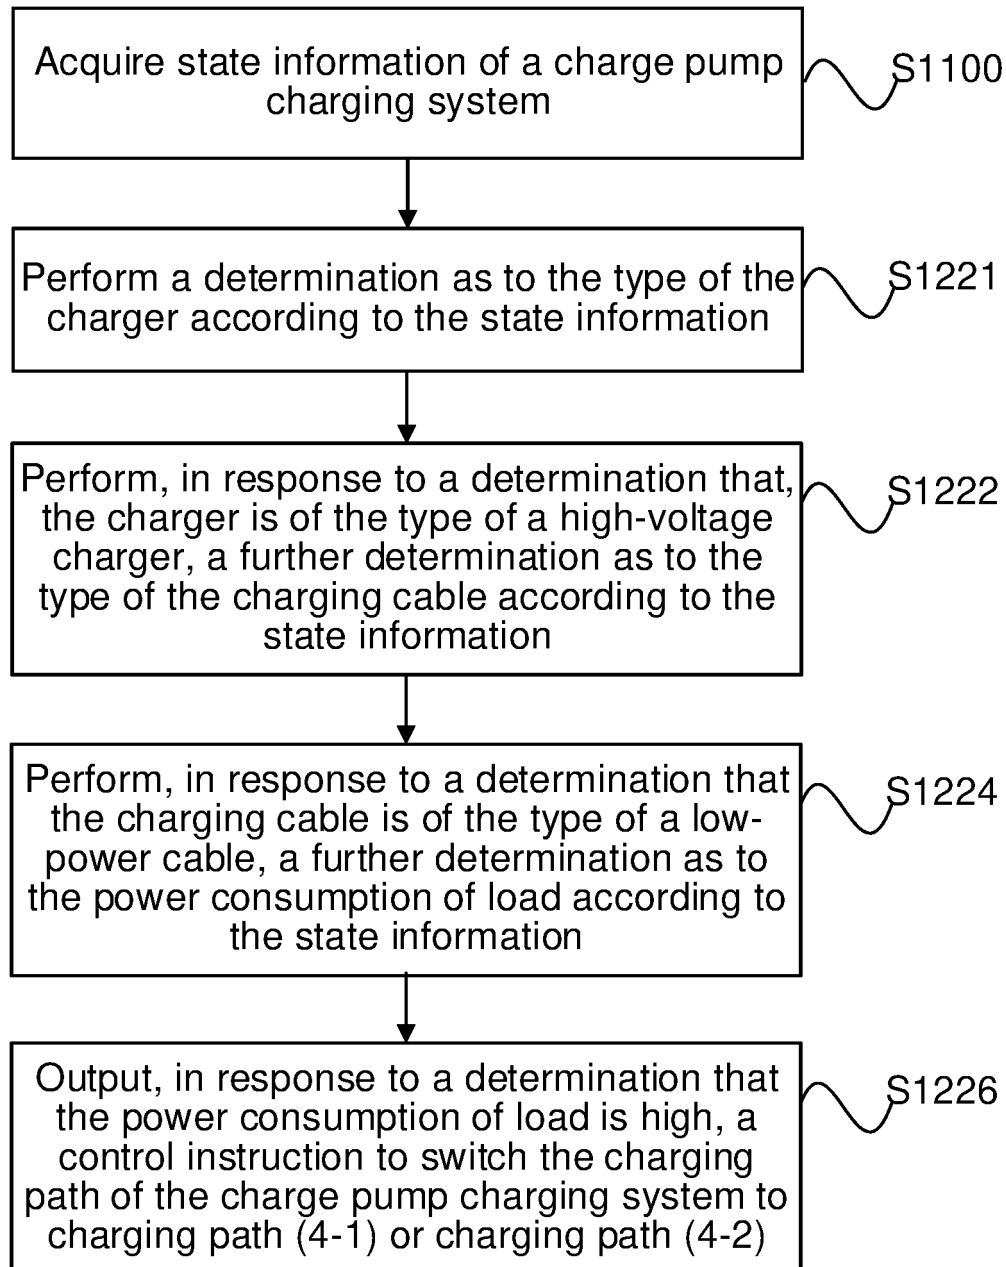 Acquire state information of a charge pump
charging system
S1100
Perform a determination as to the type of the
charger according to the state information
S1221
Perform, in response to a determination that,
the charger is of the type of a high-voltage
charger, a further determination as to the
type of the charging cable according to the
state information
S1222
Perform, in response to a determination that
the charging cable is of the type of a low-
power cable, a further determination as to
the power consumption of load according to
the state information
S1224
Output, in response to a determination that
the power consumption of load is high, a
control instruction to switch the charging
path of the charge pump charging system to
charging path (4-1) or charging path (4-2)
S1226